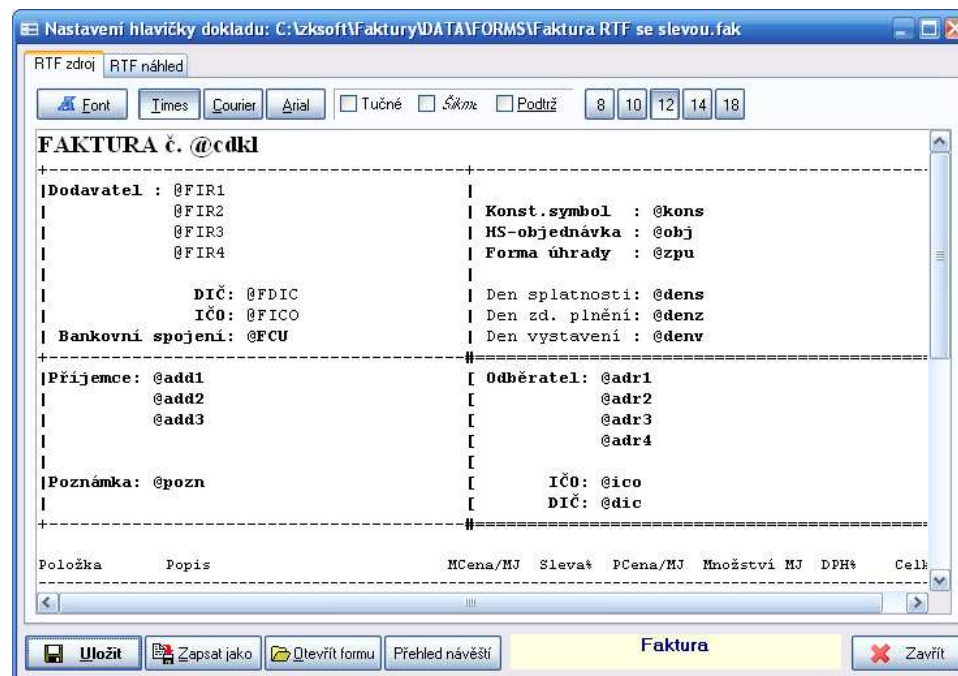 Nastavení hlavičky dokladu: C:\zksoft\Faktury\DATA\FORMS\Faktura RTF se slevou.fak
RTF zdroj RTF náhled
Font Times Courier Arial Tučné Šikmé Podtrž 8 10 12 14 18
FAKTURA č. @cdkl
+--------------------------------------------+------------------------------------------------
|Dodavatel : @FIR1 |
| @FIR2 | Konst.symbol : @kons
| @FIR3 | HS-objednávka : @obj
| @FIR4 | Forma úhrady : @zpu
| |
| DIČ: @FDIC | Den splatnosti: @dens
| IČO: @FICO | Den zd. plnění: @denz
| Bankovní spojení: @FCU | Den vystavení : @denv
+--------------------------------------------#================================================
|Příjemce: @add1 [ Odběratel: @adr1
| @add2 [ @adr2
| @add3 [ @adr3
| [ @adr4
| [
|Poznámka: @pozn [ IČO: @ico
| [ DIČ: @dic
+--------------------------------------------#================================================
Položka Popis MCena/MJ Sleva% PCena/MJ Množství MJ DPH% Celk
----------------------------------------------------------------------------------------------
Uložit Zapsat jako Otevřít formu Přehled návěští Faktura Zavřít